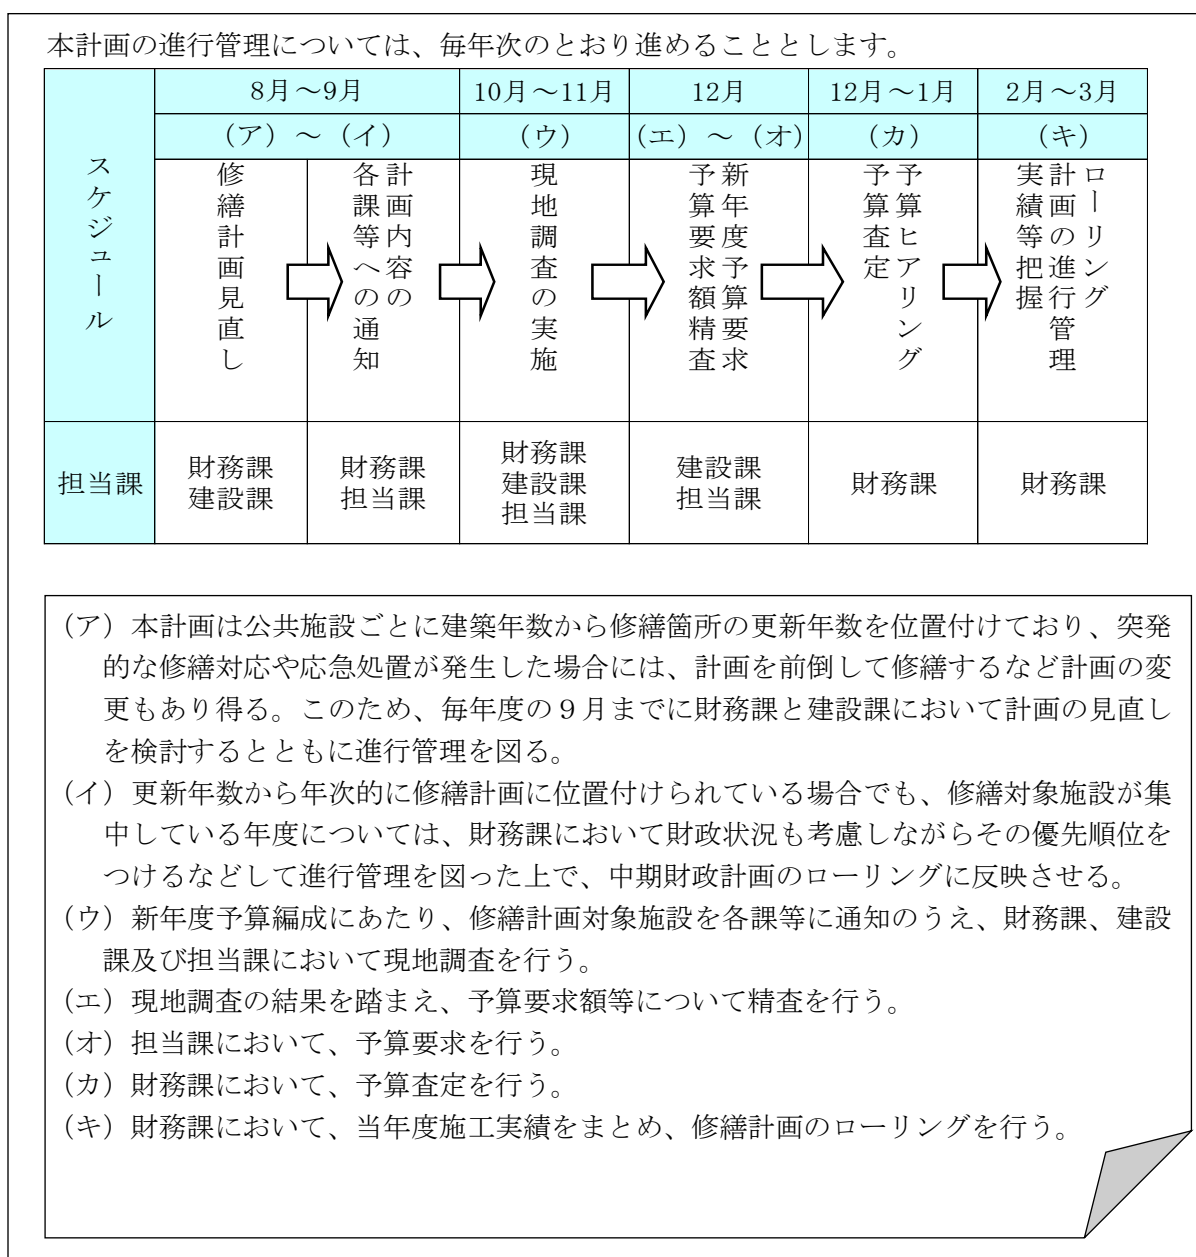 本計画の進行管理については、毎年次のとおり進めることとします。
スケジュール
8月～9月
10月～11月
12月
12月～1月
2月～3月
（ア）～（イ）
（ウ）
（エ）～（オ）
（カ）
（キ）
修繕計画見直し
計画内容の
各課等への通知
現地調査の実施
新年度予算要求
予算要求額精査
予算ヒアリング
予算査定
ローリング
計画の進行管理
実績等把握
担当課
財務課
建設課
財務課
担当課
財務課
建設課
担当課
建設課
担当課
財務課
財務課
（ア）本計画は公共施設ごとに建築年数から修繕箇所の更新年数を位置付けており、突発
的な修繕対応や応急処置が発生した場合には、計画を前倒して修繕するなど計画の変
更もあり得る。このため、毎年度の９月までに財務課と建設課において計画の見直し
を検討するとともに進行管理を図る。
（イ）更新年数から年次的に修繕計画に位置付けられている場合でも、修繕対象施設が集
中している年度については、財務課において財政状況も考慮しながらその優先順位を
つけるなどして進行管理を図った上で、中期財政計画のローリングに反映させる。
（ウ）新年度予算編成にあたり、修繕計画対象施設を各課等に通知のうえ、財務課、建設
課及び担当課において現地調査を行う。
（エ）現地調査の結果を踏まえ、予算要求額等について精査を行う。
（オ）担当課において、予算要求を行う。
（カ）財務課において、予算査定を行う。
（キ）財務課において、当年度施工実績をまとめ、修繕計画のローリングを行う。